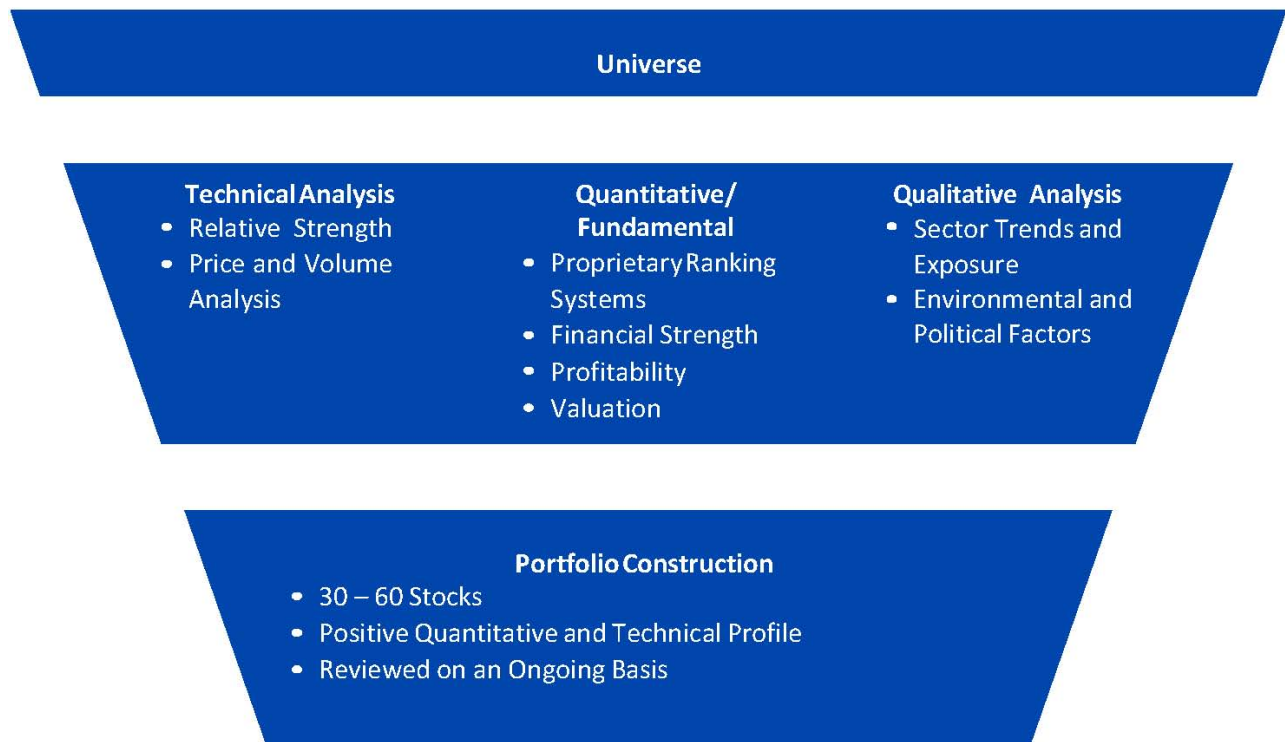 Universe
Technical Analysis
• Relative Strength
• Price and Volume
Analysis
Quantitative/
Fundamental
• Proprietary Ranking
Systems
• Financial Strength
• Profitability
• Valuation
Qualitative Analysis
• Sector Trends and
Exposure
• Environmental and
Political Factors
Portfolio Construction
• 30 – 60 Stocks
• Positive Quantitative and Technical Profile
• Reviewed on an Ongoing Basis